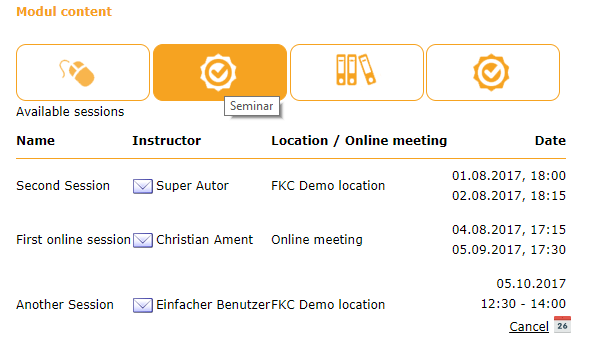 Modul content
Seminar
Available sessions
Name Instructor Location / Online meeting Date
Second Session Super Autor FKC Demo location 01.08.2017, 18:00
02.08.2017, 18:15
First online session Christian Ament Online meeting 04.08.2017, 17:15
05.09.2017, 17:30
Another Session Einfacher Benutzer FKC Demo location 05.10.2017
12:30 - 14:00
Cancel 26